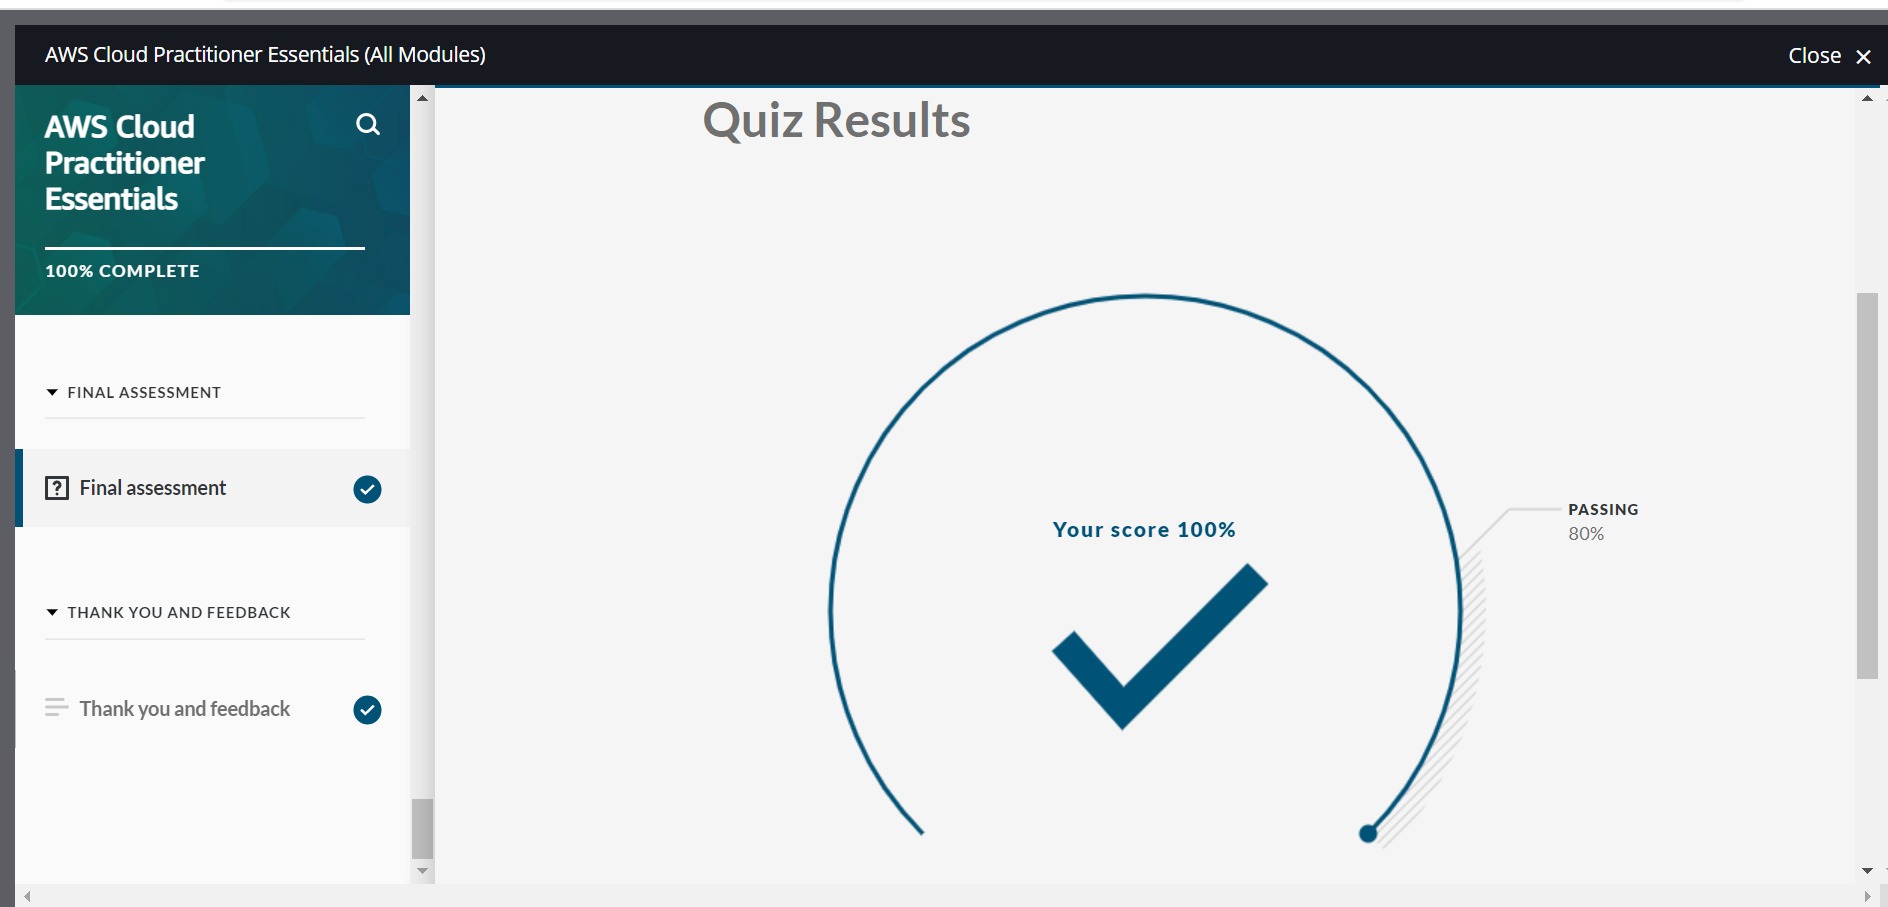 AWS Cloud Practitioner Essentials (All Modules)
Close
AWS Cloud
Practitioner
Essentials
100% COMPLETE
FINAL ASSESSMENT
Final assessment
THANK YOU AND FEEDBACK
Thank you and feedback
Quiz Results
Your score 100%
PASSING
80%